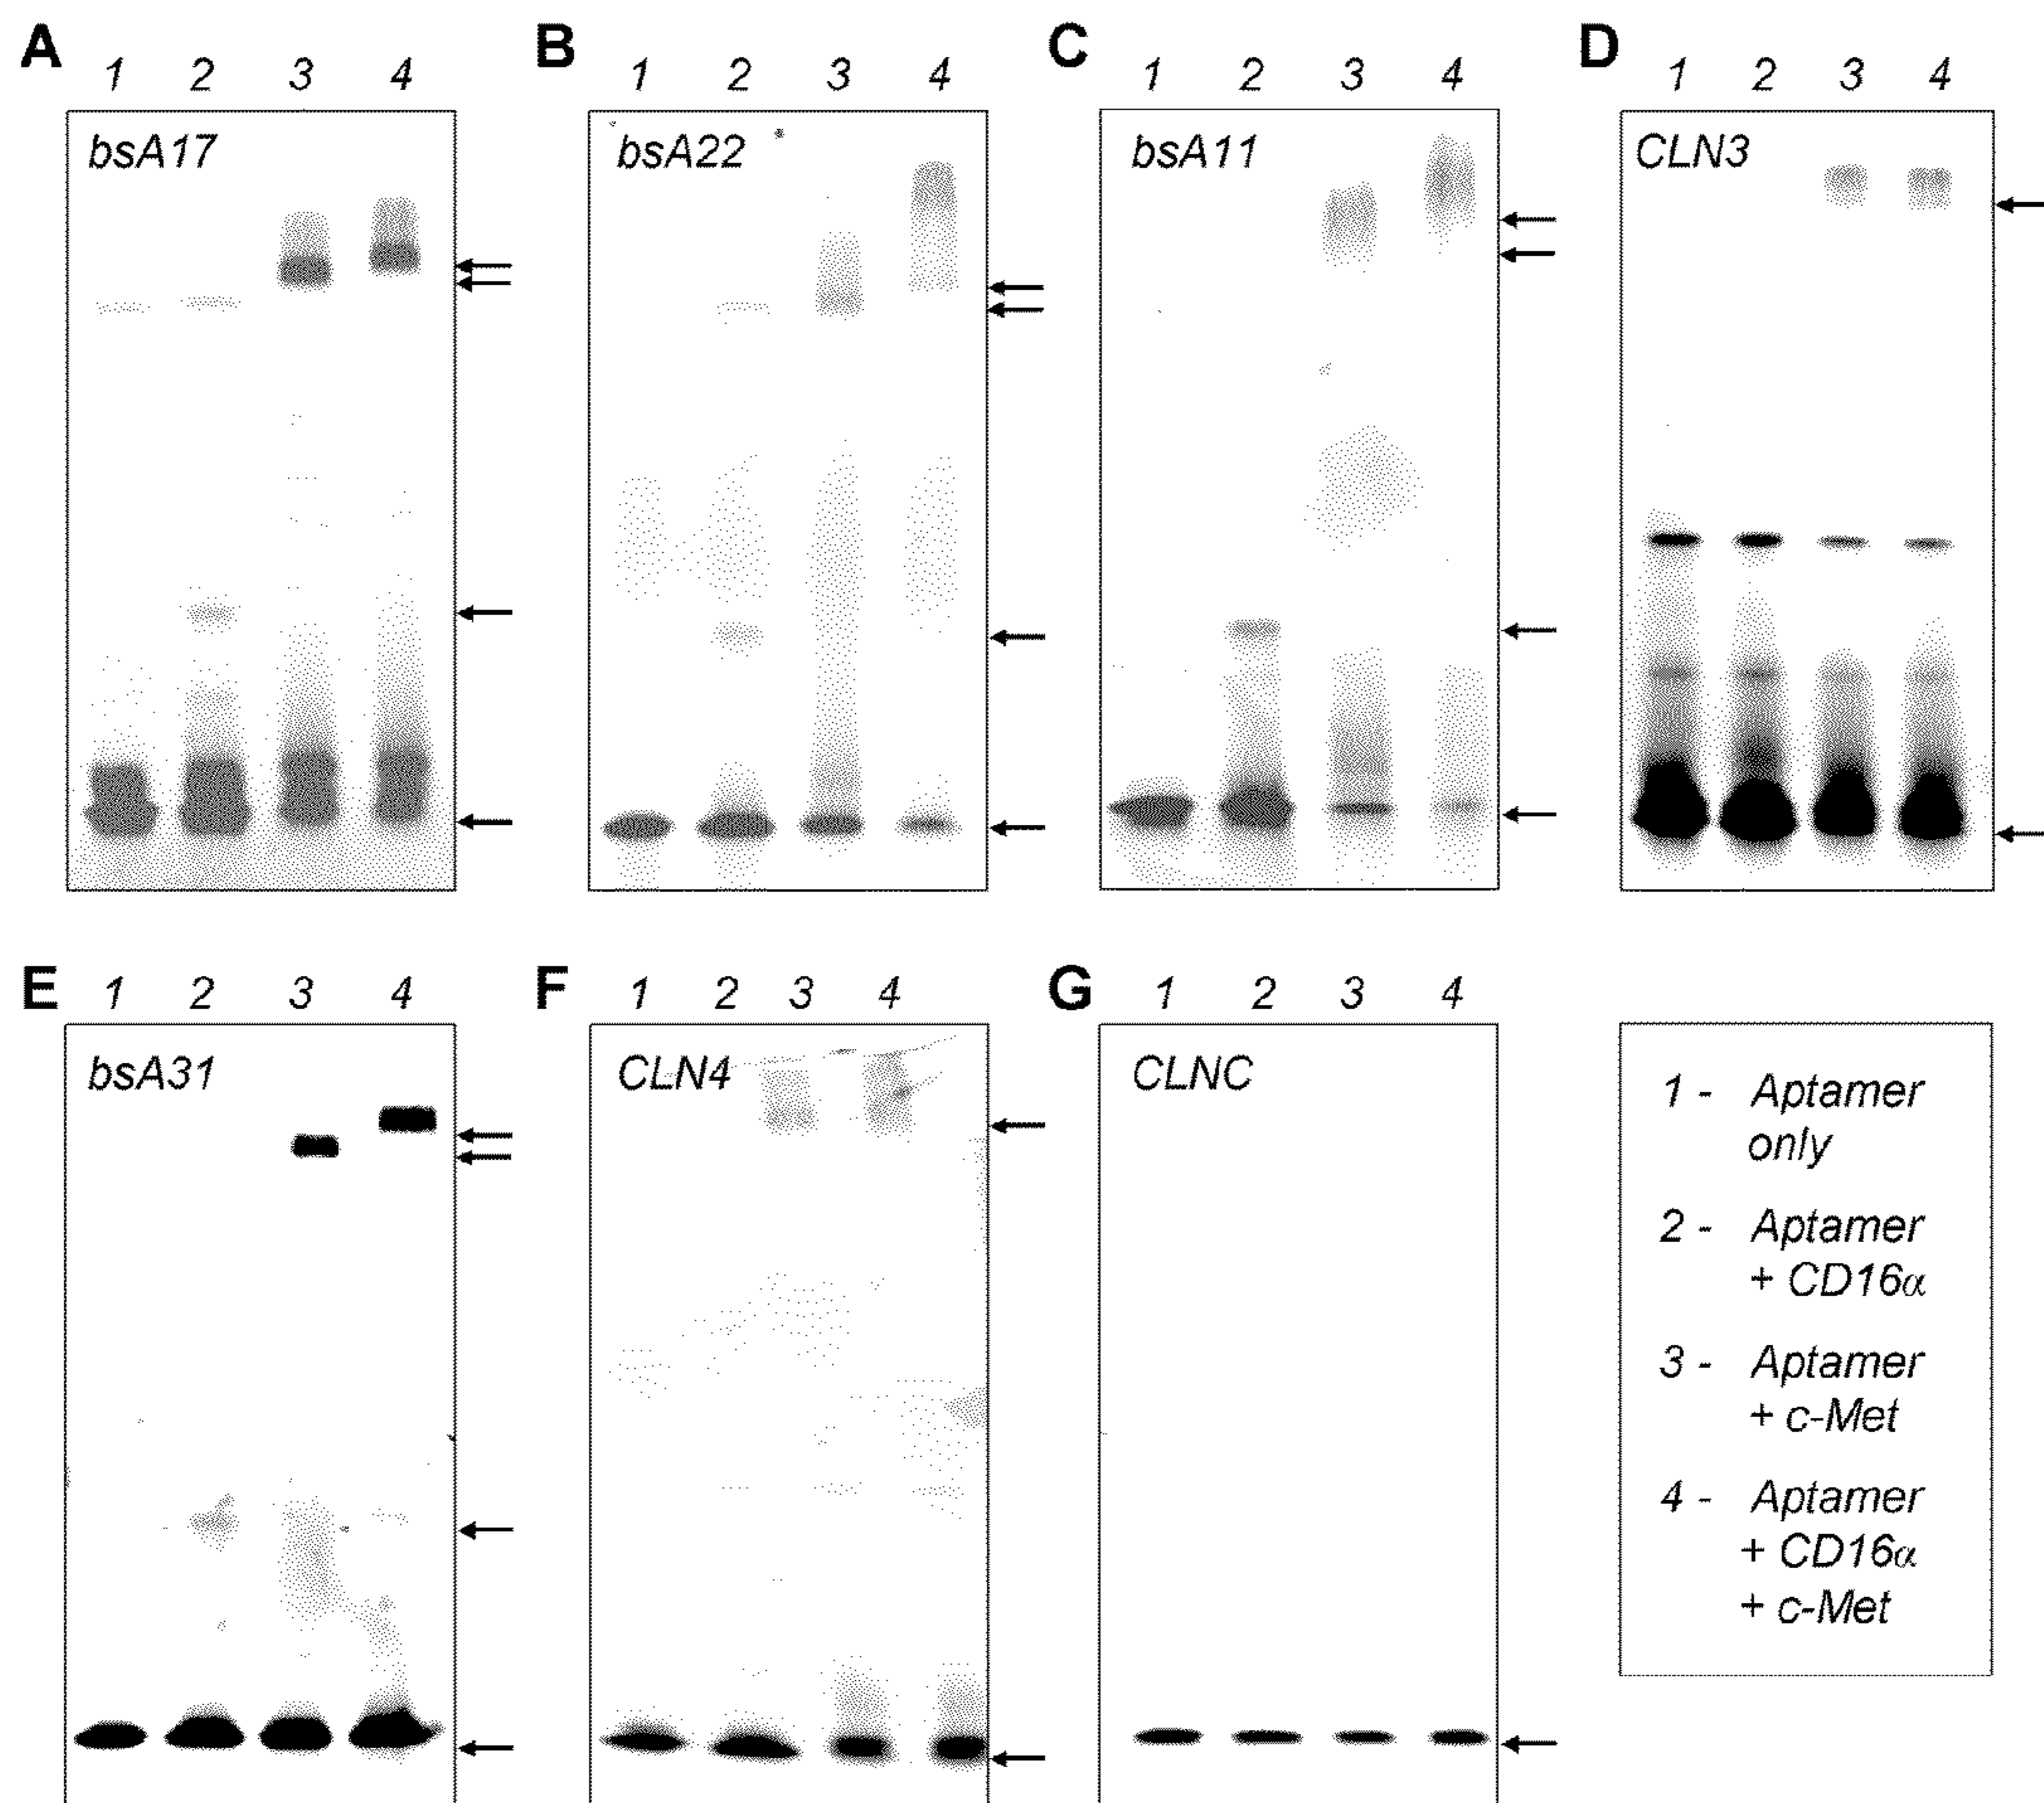 A 1 2 3 4
bsA17
B 1 2 3 4
bsA22
C 1 2 3 4
bsA11
D 1 2 3 4
CLN3
E 1 2 3 4
bsA31
F 1 2 3 4
CLN4
G 1 2 3 4
CLNC
1 - Aptamer
only
2 - Aptamer
+ CD16α
3 - Aptamer
+ c-Met
4 - Aptamer
+ CD16α
+ c-Met